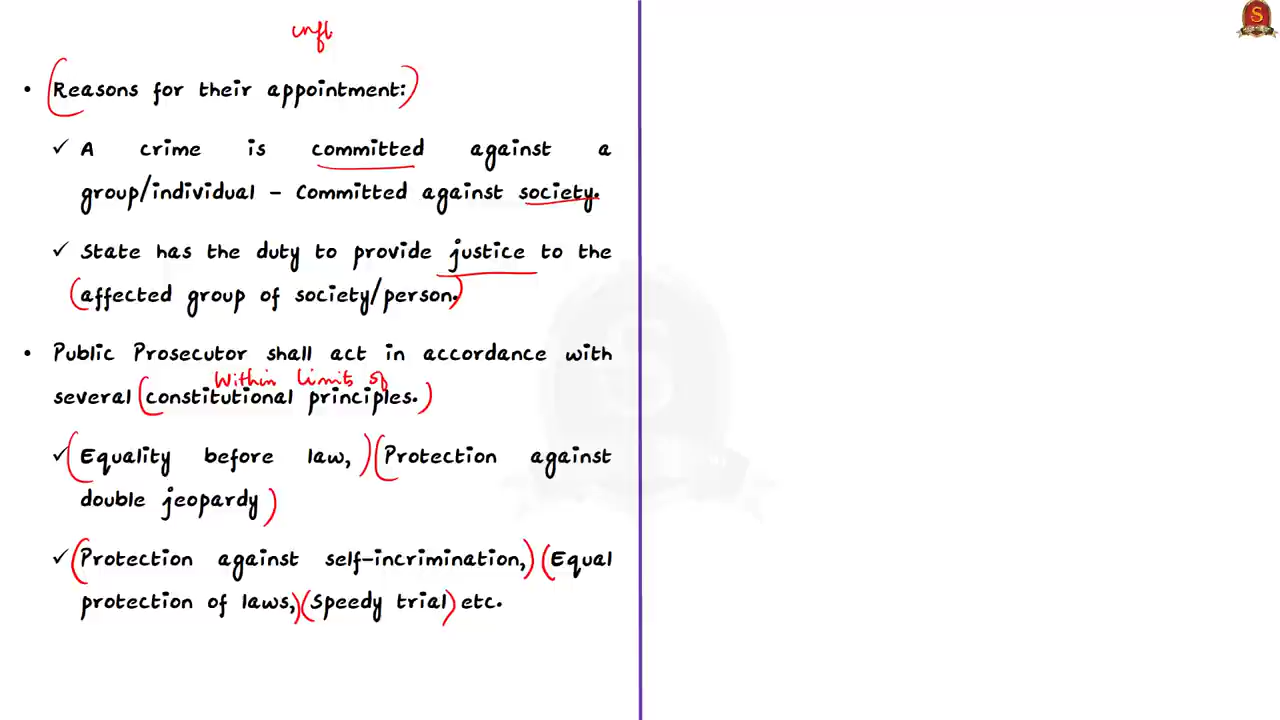 • Reasons for their appointment:
✓ A crime is committed against a
group/individual – Committed against society.
✓ State has the duty to provide justice to the
affected group of society/person.
• Public Prosecutor shall act in accordance with
Within limits of
several constitutional principles.
✓ Equality before law, Protection against
double jeopardy
✓ Protection against self-incrimination, Equal
protection of laws, Speedy trial etc.
S